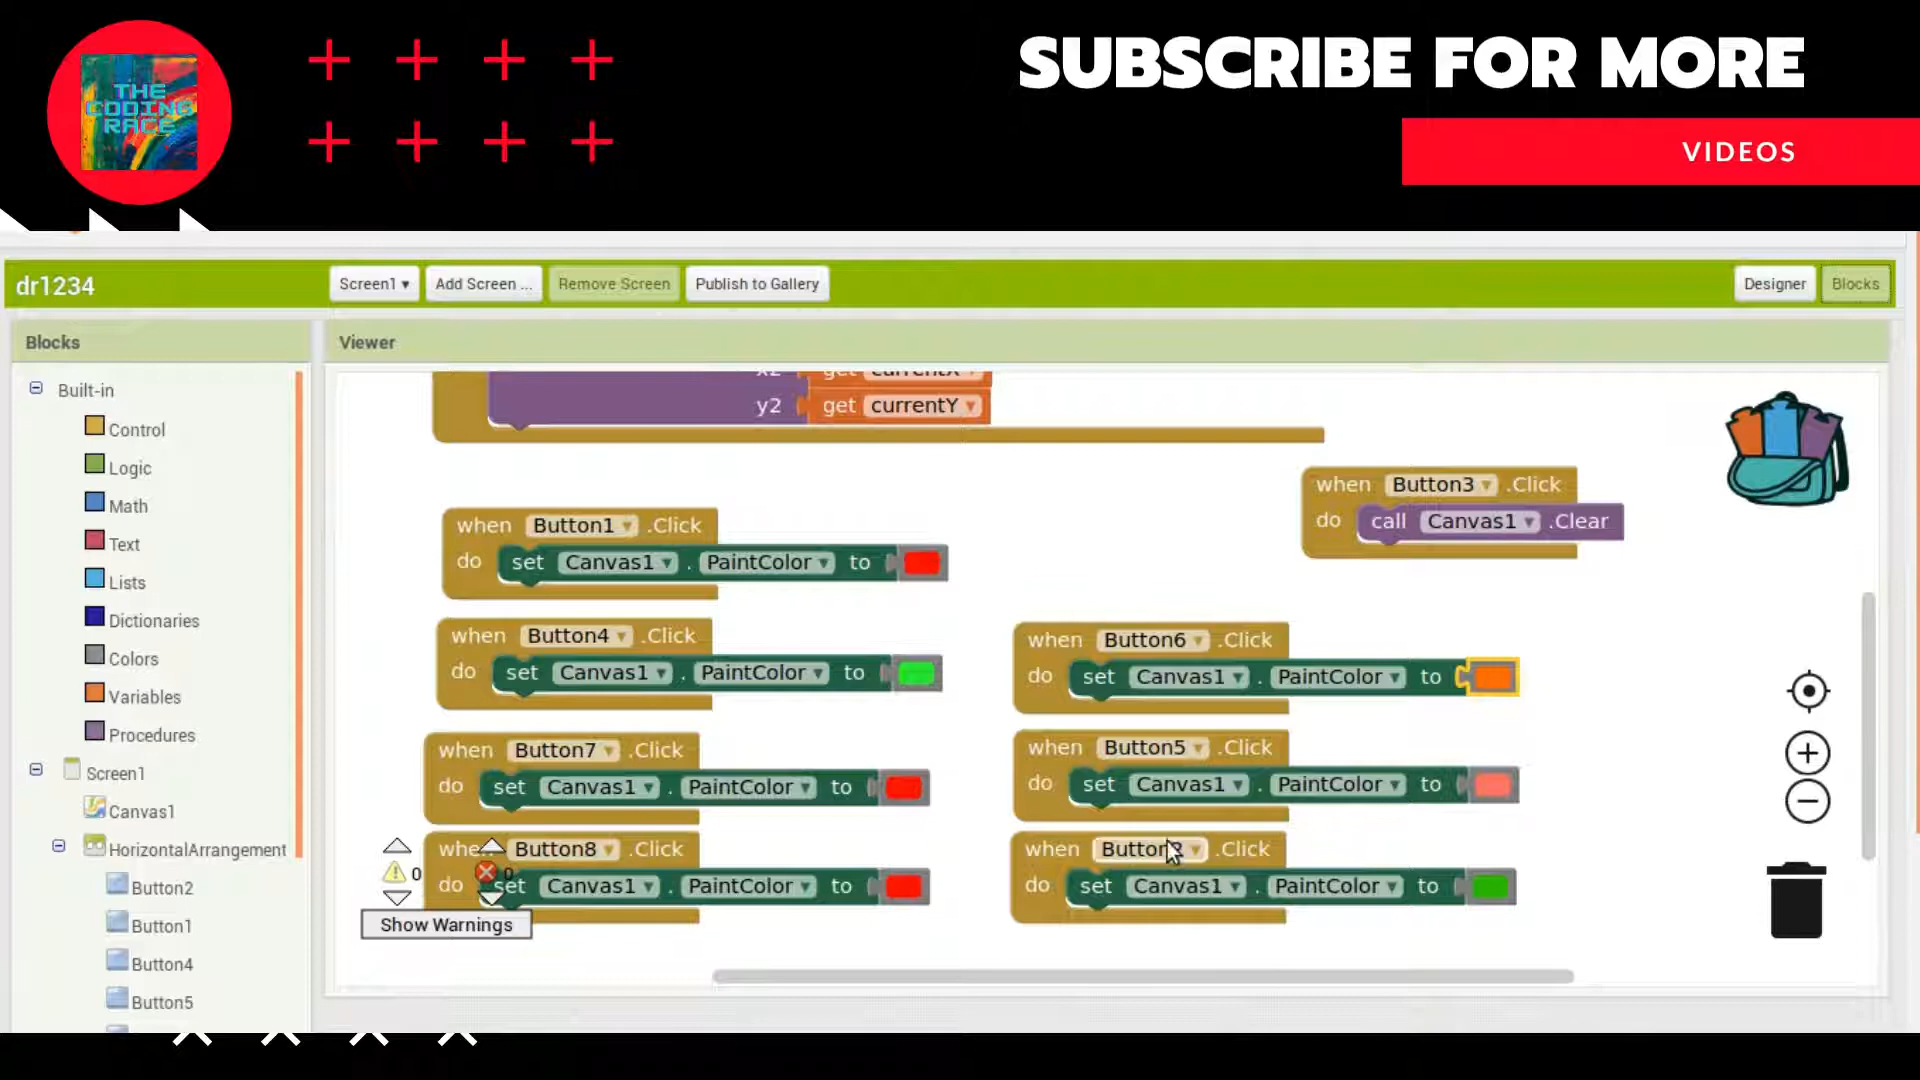 SUBSCRIBE FOR MORE
VIDEOS
THE
CODING
RACE
dr1234
Screen1 ▾
Add Screen ...
Remove Screen
Publish to Gallery
Designer
Blocks
Blocks
Viewer
Built-in
Control
Logic
Math
Text
Lists
Dictionaries
Colors
Variables
Procedures
Screen1
Canvas1
HorizontalArrangement
Button2
Button1
Button4
Button5
x2 get currentX
y2 get currentY
when Button3 .Click
do call Canvas1 .Clear
when Button1 .Click
do set Canvas1 . PaintColor to
when Button4 .Click
do set Canvas1 . PaintColor to
when Button6 .Click
do set Canvas1 . PaintColor to
when Button7 .Click
do set Canvas1 . PaintColor to
when Button5 .Click
do set Canvas1 . PaintColor to
when Button8 .Click
do set Canvas1 . PaintColor to
when .Click
do set Canvas1 . PaintColor to
0 0
Show Warnings